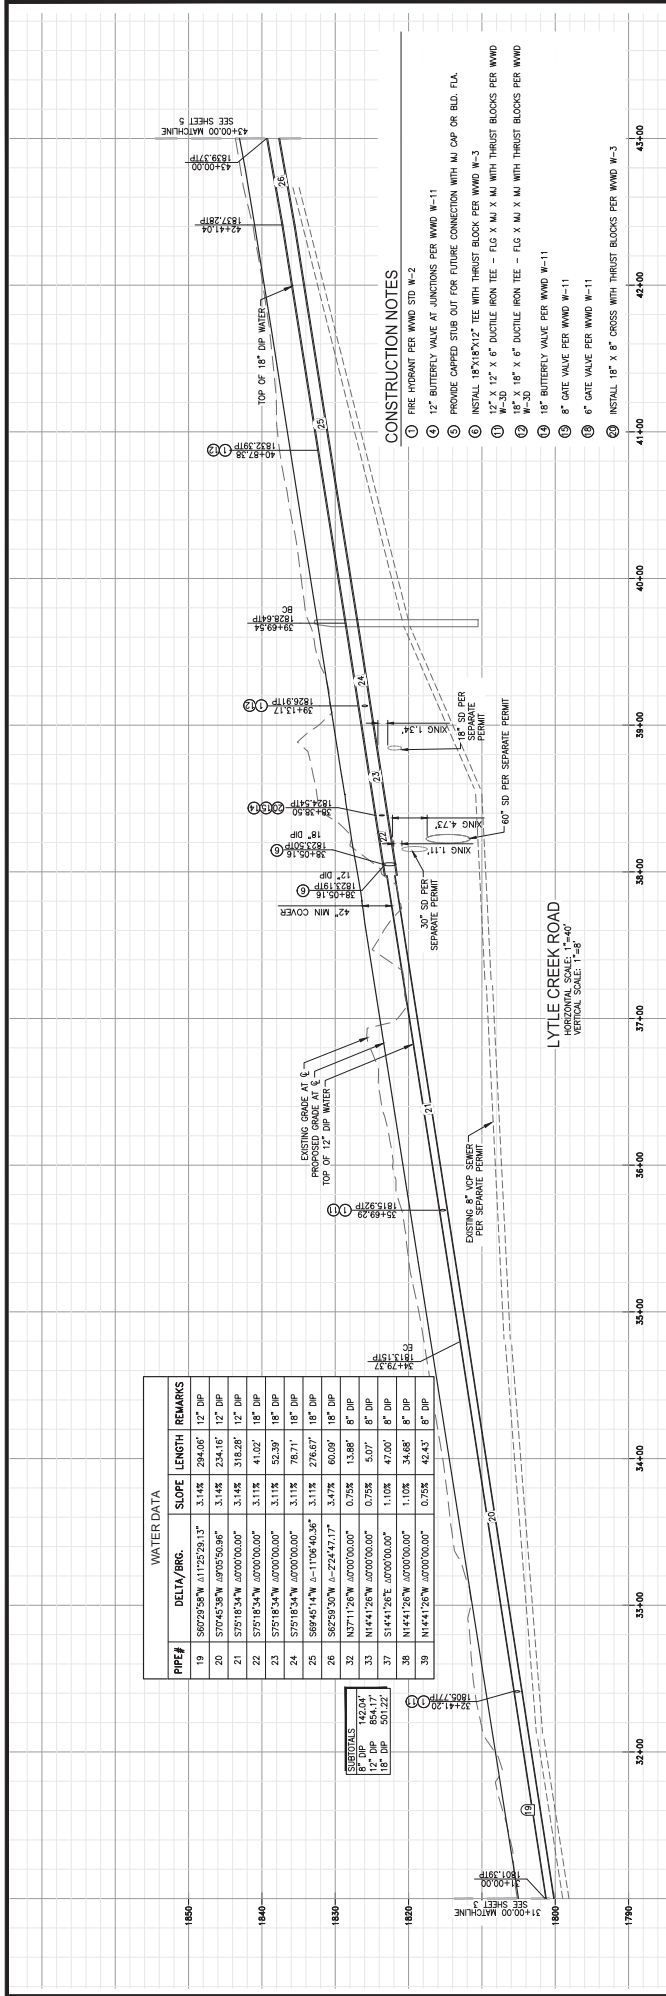 WATER DATA
PIPE# DELTA/BRG. SLOPE LENGTH REMARKS
19 S60°29'58"W Δ11°25'29.13" 3.14% 294.06' 12" DIP
20 S70°45'38"W Δ9°05'50.96" 3.14% 234.16' 12" DIP
21 S75°18'34"W Δ0°00'00.00" 3.14% 318.28' 12" DIP
22 S75°18'34"W Δ0°00'00.00" 3.11% 41.02' 18" DIP
23 S75°18'34"W Δ0°00'00.00" 3.11% 52.39' 18" DIP
24 S75°18'34"W Δ0°00'00.00" 3.11% 78.71' 18" DIP
25 S69°45'14"W Δ-11°06'40.36" 3.11% 276.67' 18" DIP
26 S62°59'30"W Δ-2°24'47.17" 3.47% 60.09' 18" DIP
32 N37°11'26"W Δ0°00'00.00" 0.75% 13.88' 8" DIP
33 N14°41'26"W Δ0°00'00.00" 0.75% 5.07' 8" DIP
37 S14°41'26"E Δ0°00'00.00" 1.10% 47.00' 8" DIP
38 N14°41'26"W Δ0°00'00.00" 1.10% 34.68' 8" DIP
39 N14°41'26"W Δ0°00'00.00" 0.75% 42.43' 8" DIP
SUBTOTALS
8" DIP 142.04'
12" DIP 854.17'
18" DIP 501.22'
1850
1840
1830
1820
1800
1790
31+00.00 MATCHLINE
SEE SHEET 3
31+00.00
1801.39TP
19
32+41.20
1805.77TP
1 11
20
34+79.37
1813.15TP
EC
35+69.29
1815.92TP
1 11
21
EXISTING GRADE AT ℄
PROPOSED GRADE AT ℄
TOP OF 12" DIP WATER
EXISTING 8" VCP SEWER
PER SEPARATE PERMIT
42" MIN COVER
38+05.16
1823.19TP
12" DIP
6
38+05.16
1823.50TP
18" DIP
6
38+38.50
1824.54TP
20 15 14
22
23
24
30" SD PER
SEPARATE PERMIT
XING 1.11'
XING 4.73'
60" SD PER SEPARATE PERMIT
XING 1.34'
18" SD PER
SEPARATE
PERMIT
39+13.17
1826.91TP
1 12
39+69.54
1828.64TP
BC
40+87.38
1832.39TP
1 12
25
TOP OF 18" DIP WATER
42+41.04
1837.28TP
26
43+00.00
1839.37TP
43+00.00 MATCHLINE
SEE SHEET 5
CONSTRUCTION NOTES
1 FIRE HYDRANT PER WVWD STD W-2
4 12" BUTTERFLY VALVE AT JUNCTIONS PER WVWD W-11
5 PROVIDE CAPPED STUB OUT FOR FUTURE CONNECTION WITH MJ CAP OR BLD. FLA.
6 INSTALL 18"X18"X12" TEE WITH THRUST BLOCK PER WVWD W-3
11 12" X 12" X 6" DUCTILE IRON TEE - FLG X MJ X MJ WITH THRUST BLOCKS PER WVWD
W-3D
12 18" X 18" X 6" DUCTILE IRON TEE - FLG X MJ X MJ WITH THRUST BLOCKS PER WVWD
W-3D
14 18" BUTTERFLY VALVE PER WVWD W-11
15 8" GATE VALVE PER WVWD W-11
18 6" GATE VALVE PER WVWD W-11
20 INSTALL 18" X 8" CROSS WITH THRUST BLOCKS PER WVWD W-3
LYTLE CREEK ROAD
HORIZONTAL SCALE: 1"=40'
VERTICAL SCALE: 1"=8'
32+00
33+00
34+00
35+00
36+00
37+00
38+00
39+00
40+00
41+00
42+00
43+00